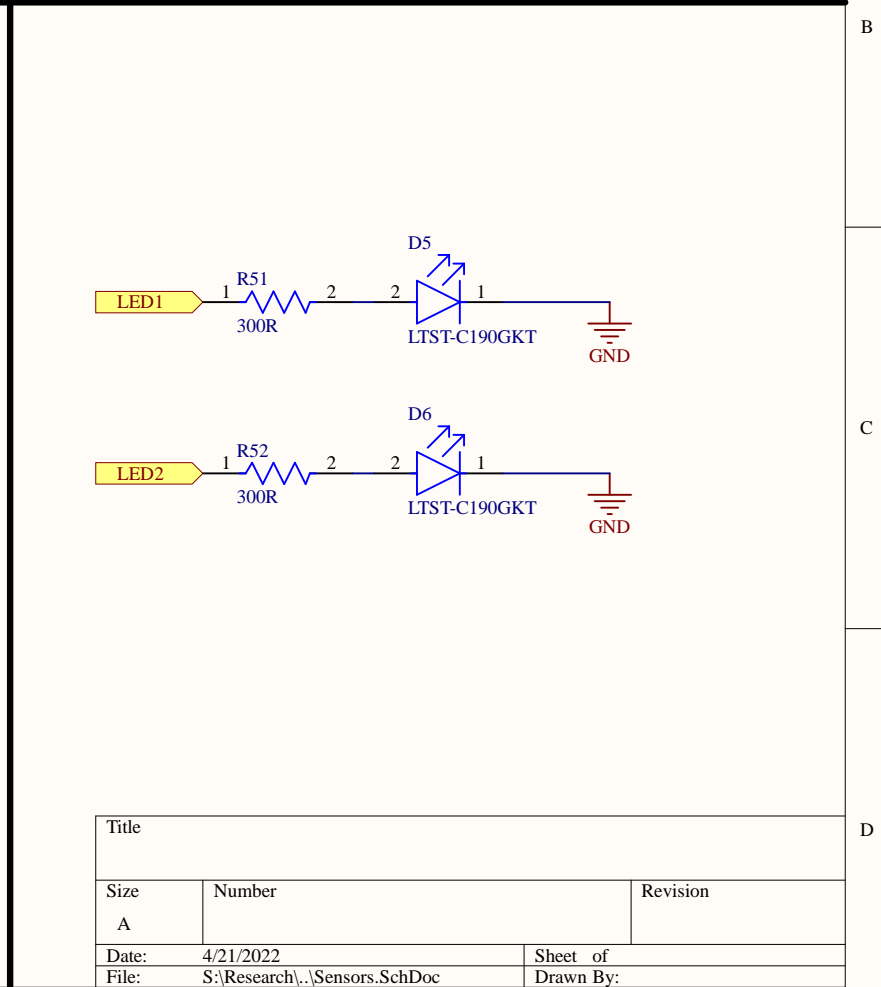 B
D5
R51
LED1
1
2
2
1
300R
LTST-C190GKT
GND
D6
C
R52
LED2
1
2
2
1
300R
LTST-C190GKT
GND
Title
D
Size
Number
Revision
A
Date: 4/21/2022
Sheet of
File: S:\Research\..\Sensors.SchDoc
Drawn By: